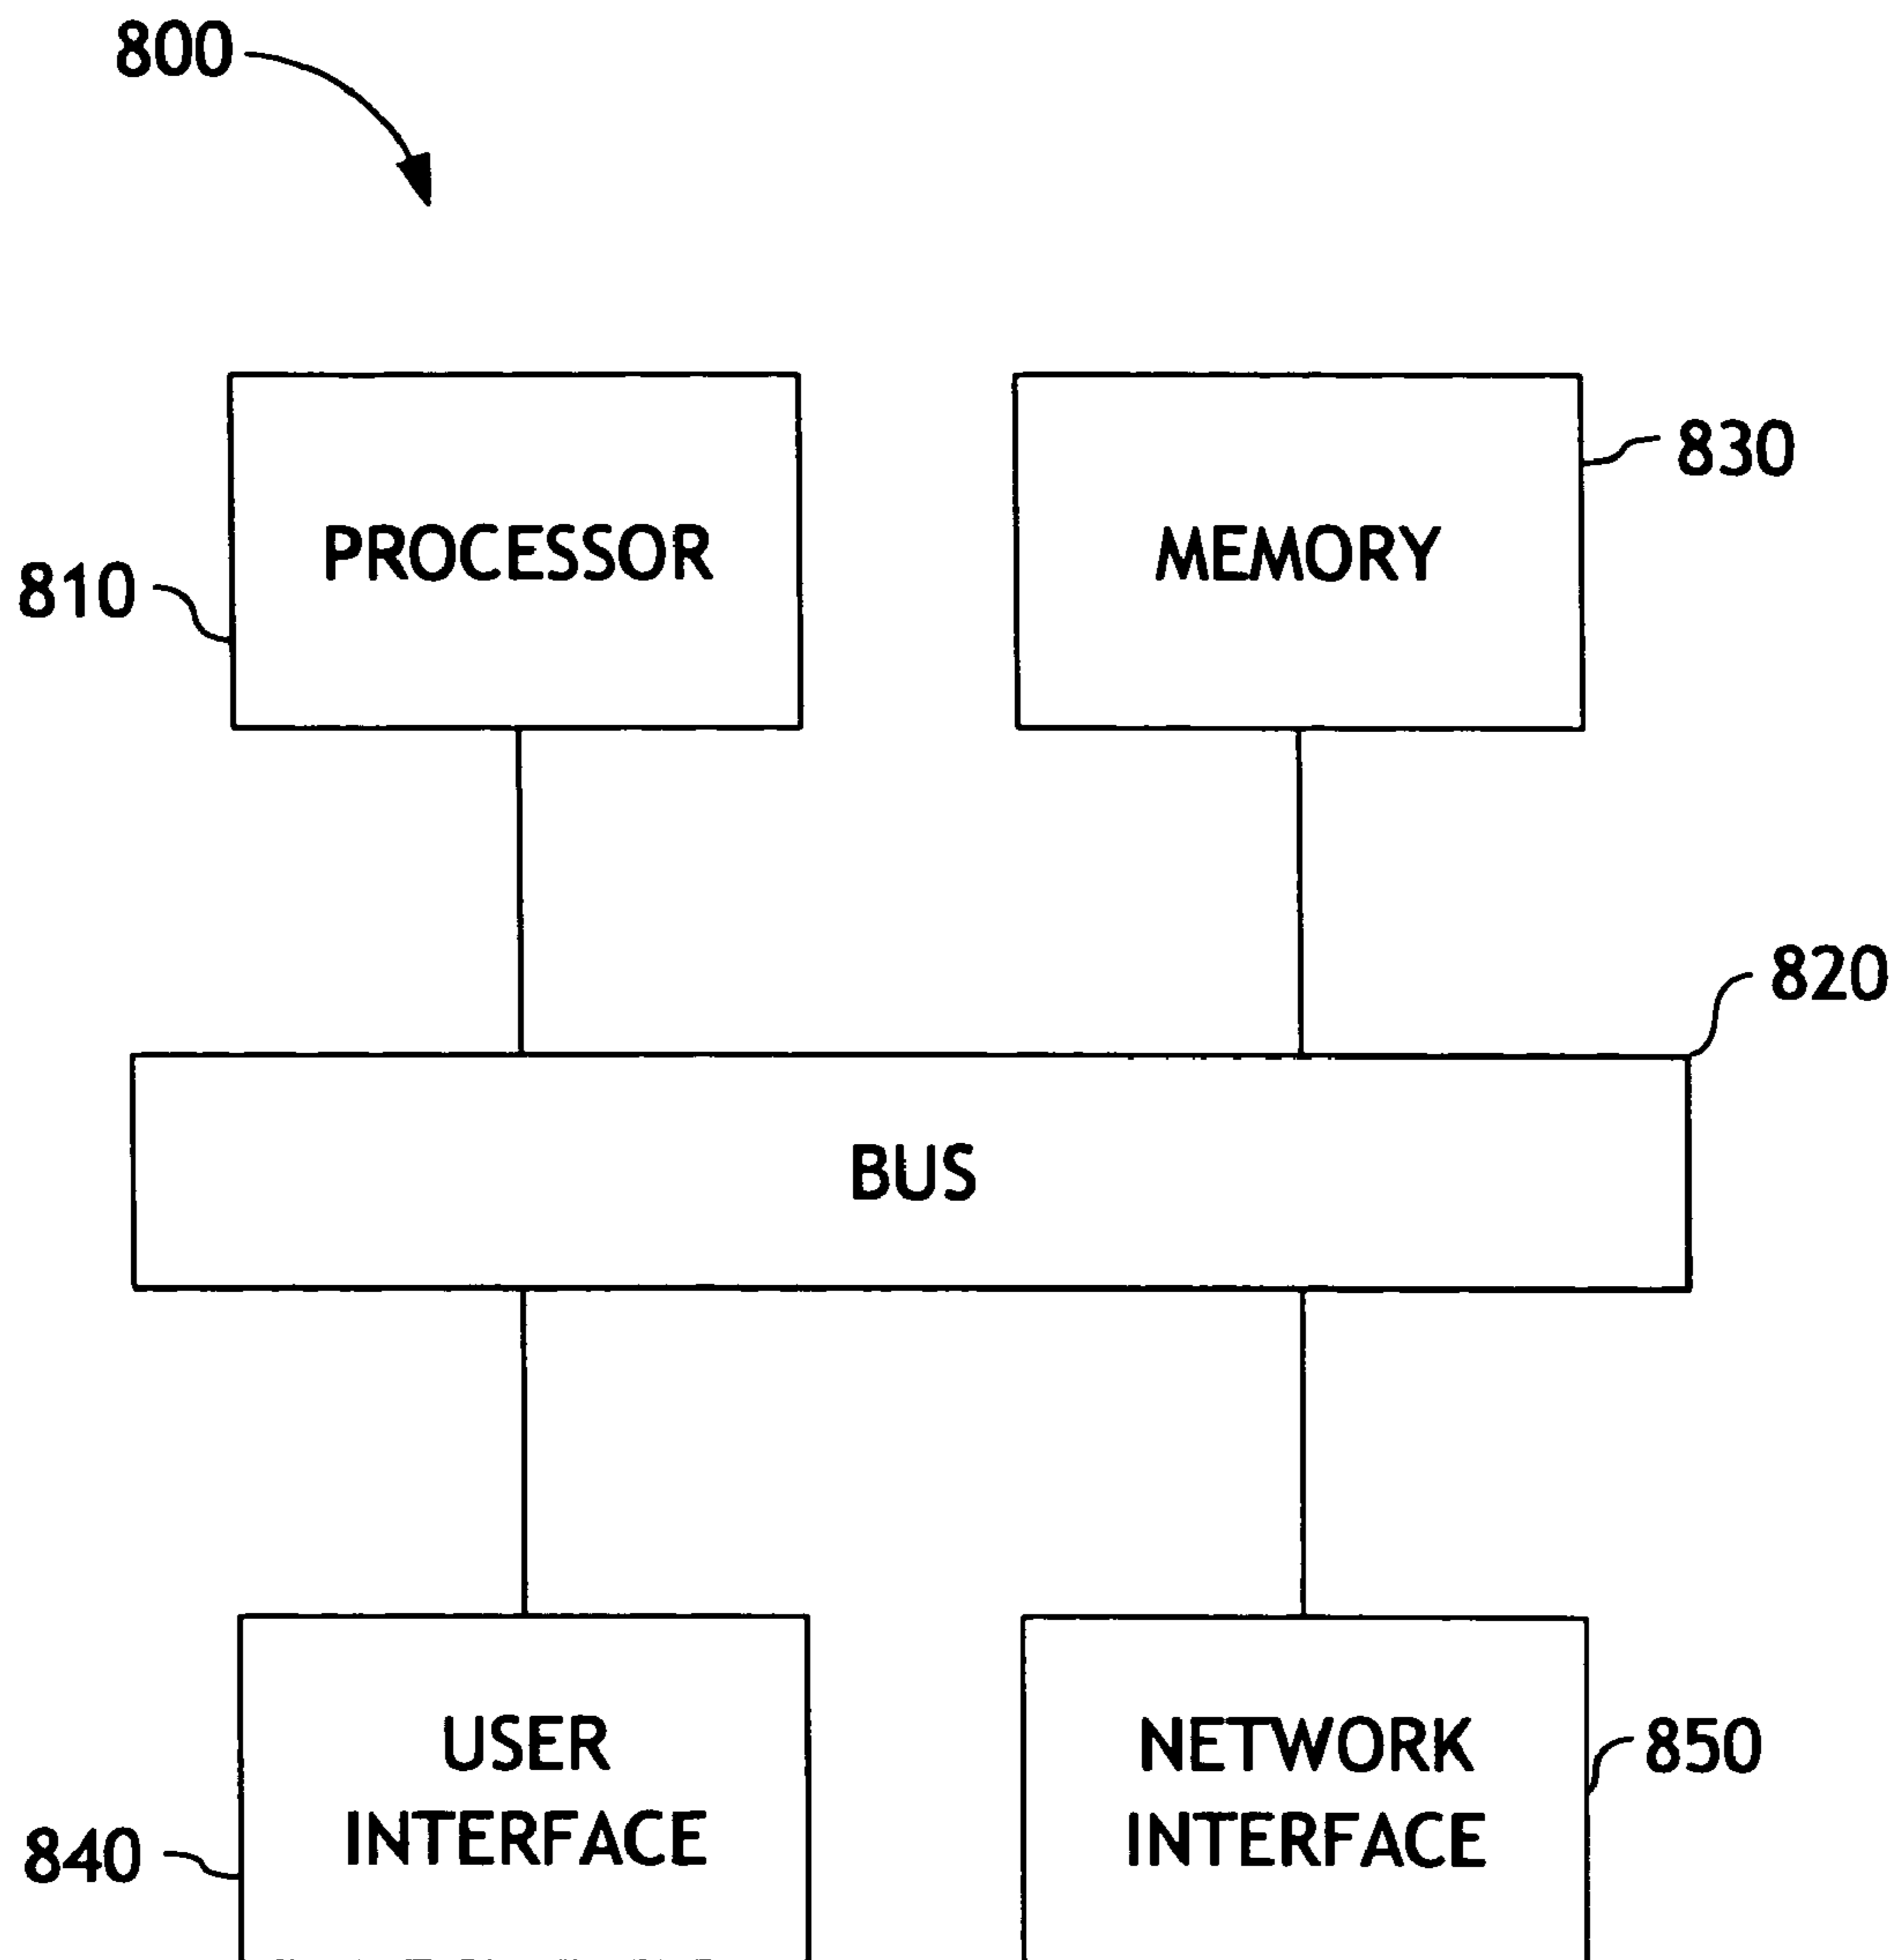 800
PROCESSOR
MEMORY
830
810
820
BUS
USER
INTERFACE
NETWORK
INTERFACE
850
840